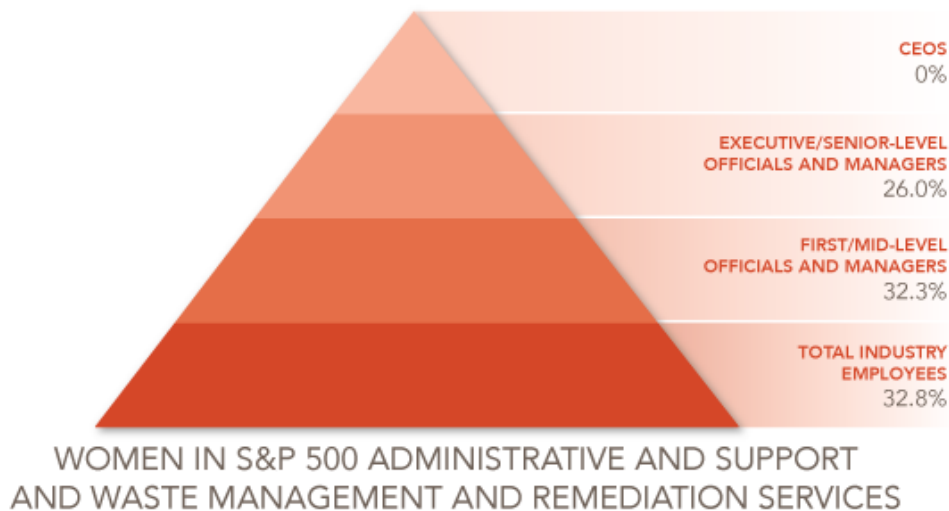 CEOS
0%
EXECUTIVE/SENIOR-LEVEL
OFFICIALS AND MANAGERS
26.0%
FIRST/MID-LEVEL
OFFICIALS AND MANAGERS
32.3%
TOTAL INDUSTRY
EMPLOYEES
32.8%
WOMEN IN S&P 500 ADMINISTRATIVE AND SUPPORT
AND WASTE MANAGEMENT AND REMEDIATION SERVICES